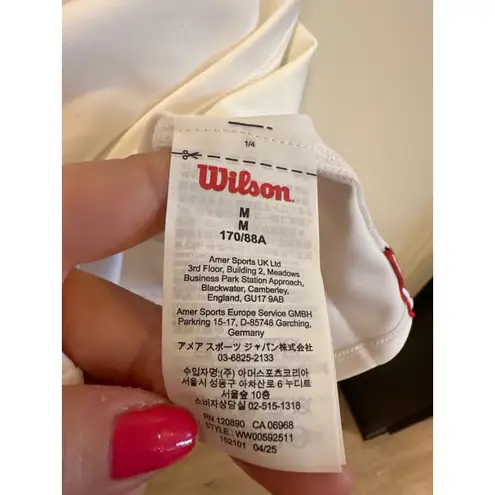 1/4
Wilson
M
M
170/88A
Amer Sports UK Ltd
3rd Floor, Building 2, Meadows
Business Park Station Approach,
Blackwater, Camberley,
England, GU17 9AB
Amer Sports Europe Service GMBH
Parkring 15-17, D-85748 Garching,
Germany
アメア スポーツ ジャパン株式会社
03-6825-2133
수입자명:(주) 아머스포츠코리아
서울시 성동구 아차산로 6 누디트
서울숲 10층
소비자상담실 02-515-1318
RN 120890 CA 06968
STYLE : WW00592511
102101 04/25